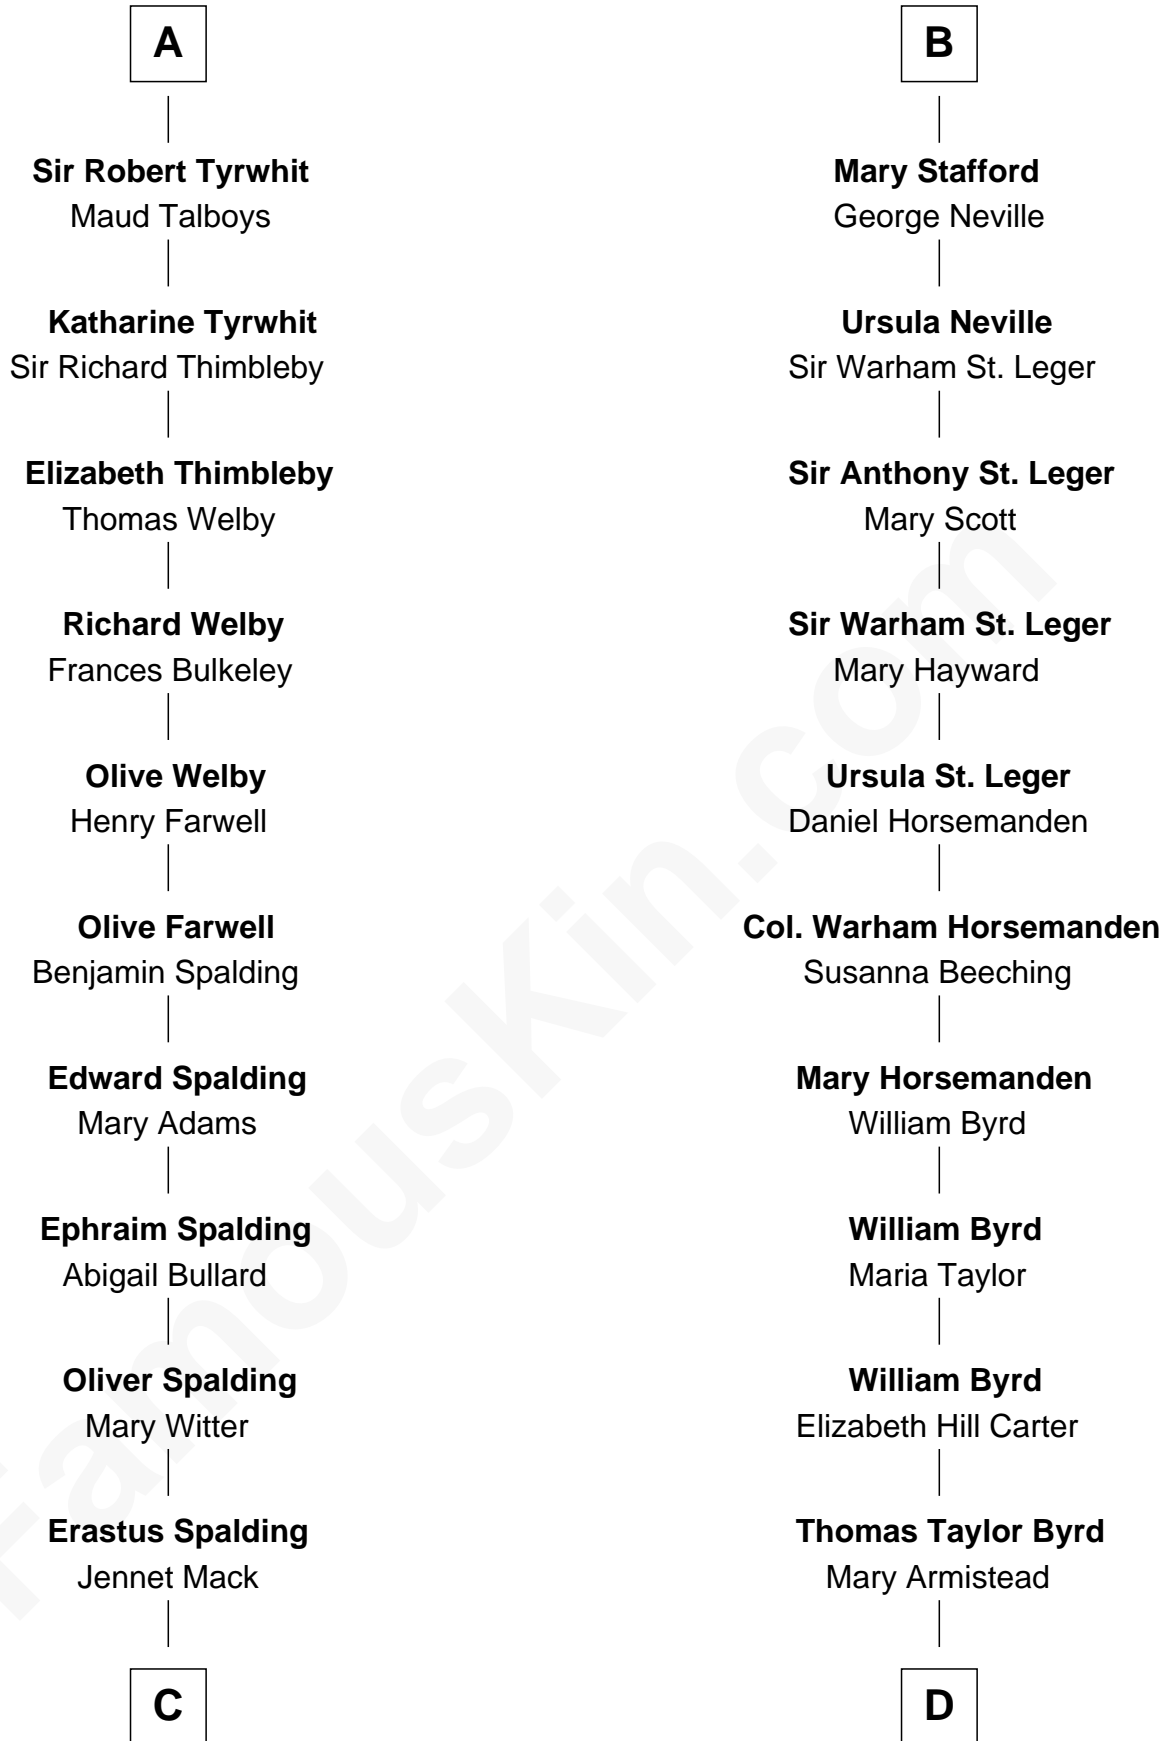 A
Sir Robert Tyrwhit
Maud Talboys
Katharine Tyrwhit
Sir Richard Thimbleby
Elizabeth Thimbleby
Thomas Welby
Richard Welby
Frances Bulkeley
Olive Welby
Henry Farwell
Olive Farwell
Benjamin Spalding
Edward Spalding
Mary Adams
Ephraim Spalding
Abigail Bullard
Oliver Spalding
Mary Witter
Erastus Spalding
Jennet Mack
C
B
Mary Stafford
George Neville
Ursula Neville
Sir Warham St. Leger
Sir Anthony St. Leger
Mary Scott
Sir Warham St. Leger
Mary Hayward
Ursula St. Leger
Daniel Horsemanden
Col. Warham Horsemanden
Susanna Beeching
Mary Horsemanden
William Byrd
William Byrd
Maria Taylor
William Byrd
Elizabeth Hill Carter
Thomas Taylor Byrd
Mary Armistead
D
FamousKin.com